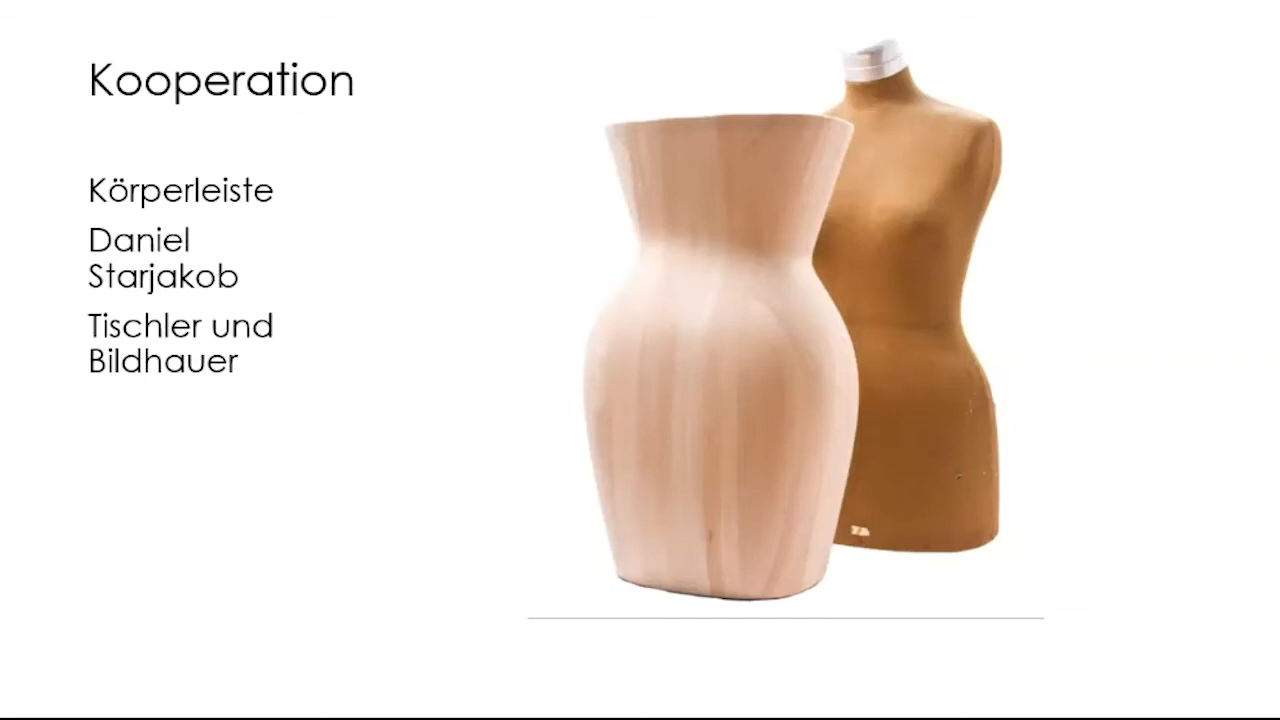 Kooperation
Körperleiste
Daniel
Starjakob
Tischler und
Bildhauer